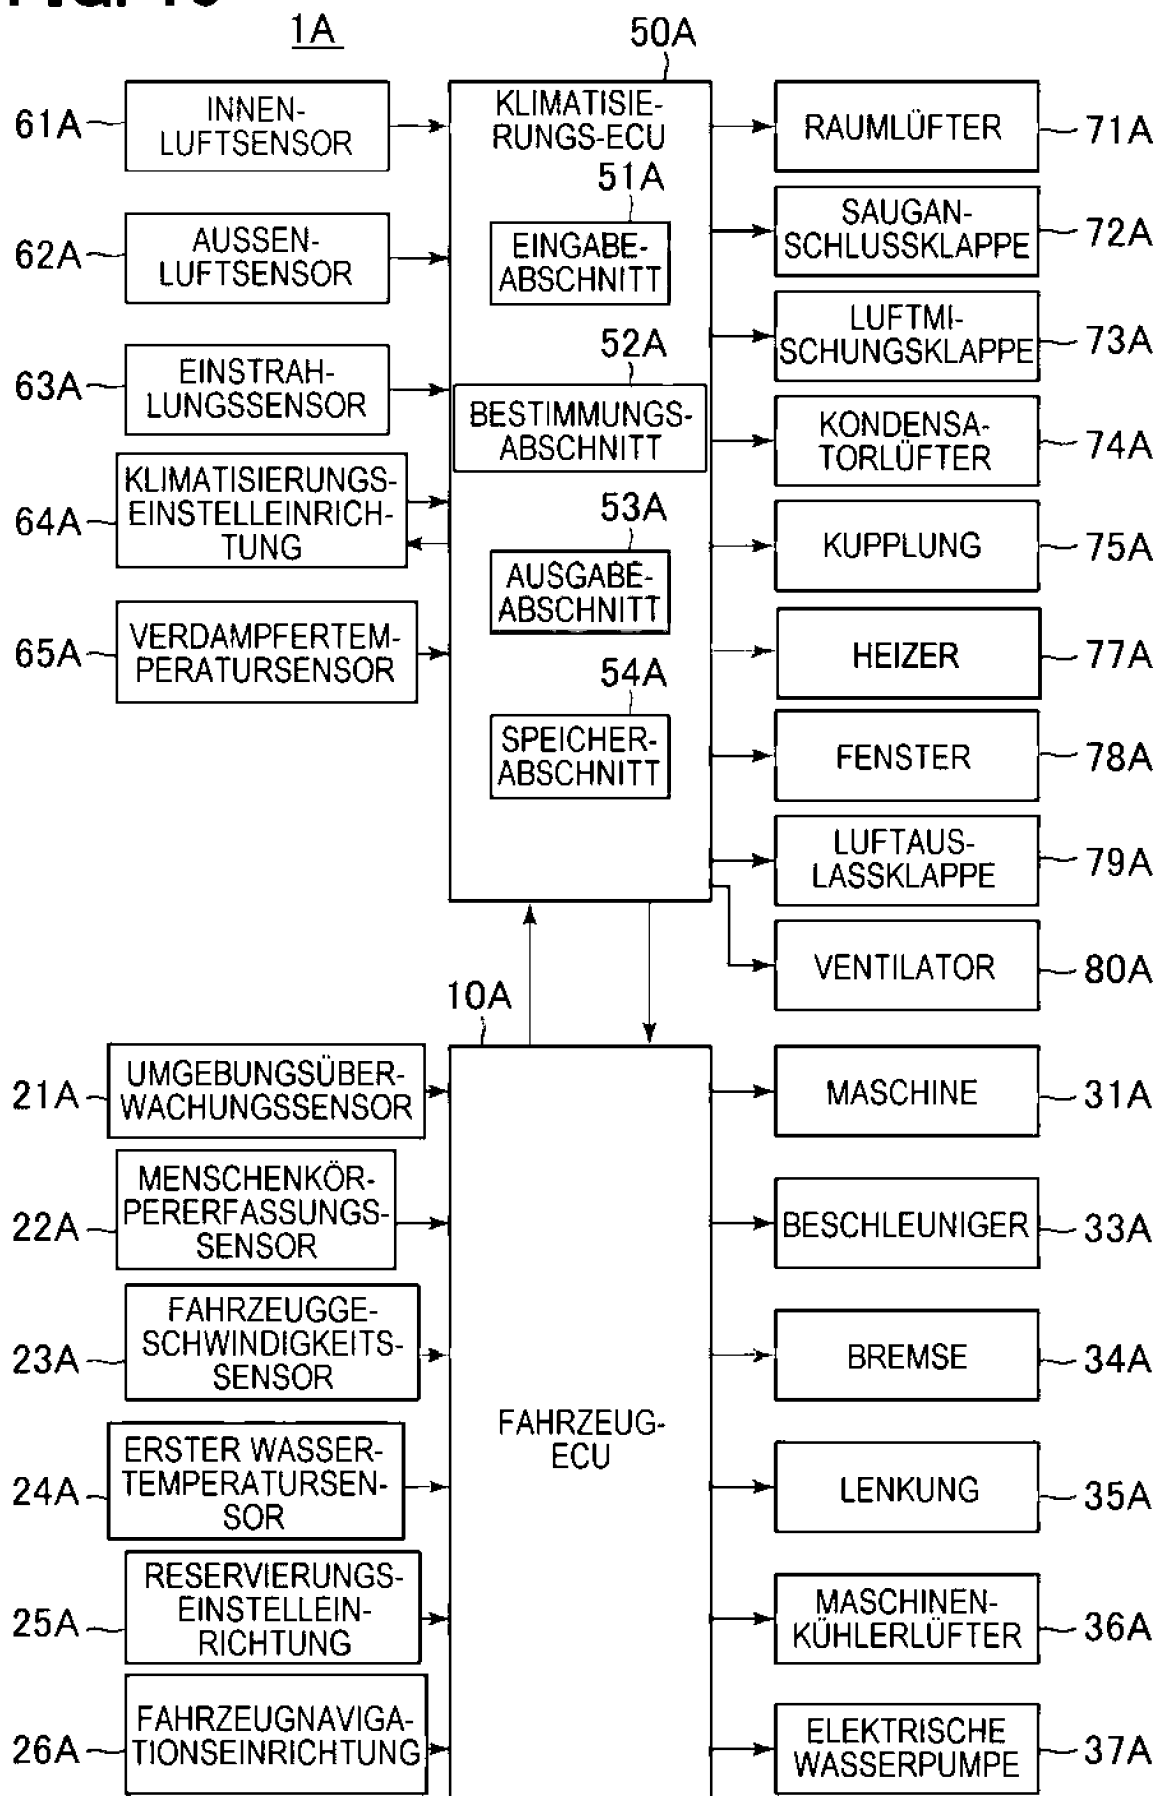 1A
50A
61A
INNEN-
LUFTSENSOR
62A
AUSSEN-
LUFTSENSOR
63A
EINSTRAH-
LUNGSSENSOR
64A
KLIMATISIERUNGS-
EINSTELLEINRICH-
TUNG
65A
VERDAMPFERTEM-
PERATURSENSOR
KLIMATISIE-
RUNGS-ECU
51A
EINGABE-
ABSCHNITT
52A
BESTIMMUNGS-
ABSCHNITT
53A
AUSGABE-
ABSCHNITT
54A
SPEICHER-
ABSCHNITT
RAUMLÜFTER
71A
SAUGAN-
SCHLUSSKLAPPE
72A
LUFTMI-
SCHUNGSKLAPPE
73A
KONDENSA-
TORLÜFTER
74A
KUPPLUNG
75A
HEIZER
77A
FENSTER
78A
LUFTAUS-
LASSKLAPPE
79A
VENTILATOR
80A
10A
21A
UMGEBUNGSÜBER-
WACHUNGSSENSOR
22A
MENSCHENKÖR-
PERERFASSUNGS-
SENSOR
23A
FAHRZEUGGE-
SCHWINDIGKEITS-
SENSOR
24A
ERSTER WASSER-
TEMPERATURSEN-
SOR
25A
RESERVIERUNGS-
EINSTELLEIN-
RICHTUNG
26A
FAHRZEUGNAVIGA-
TIONSEINRICHTUNG
FAHRZEUG-
ECU
MASCHINE
31A
BESCHLEUNIGER
33A
BREMSE
34A
LENKUNG
35A
MASCHINEN-
KÜHLERLÜFTER
36A
ELEKTRISCHE
WASSERPUMPE
37A